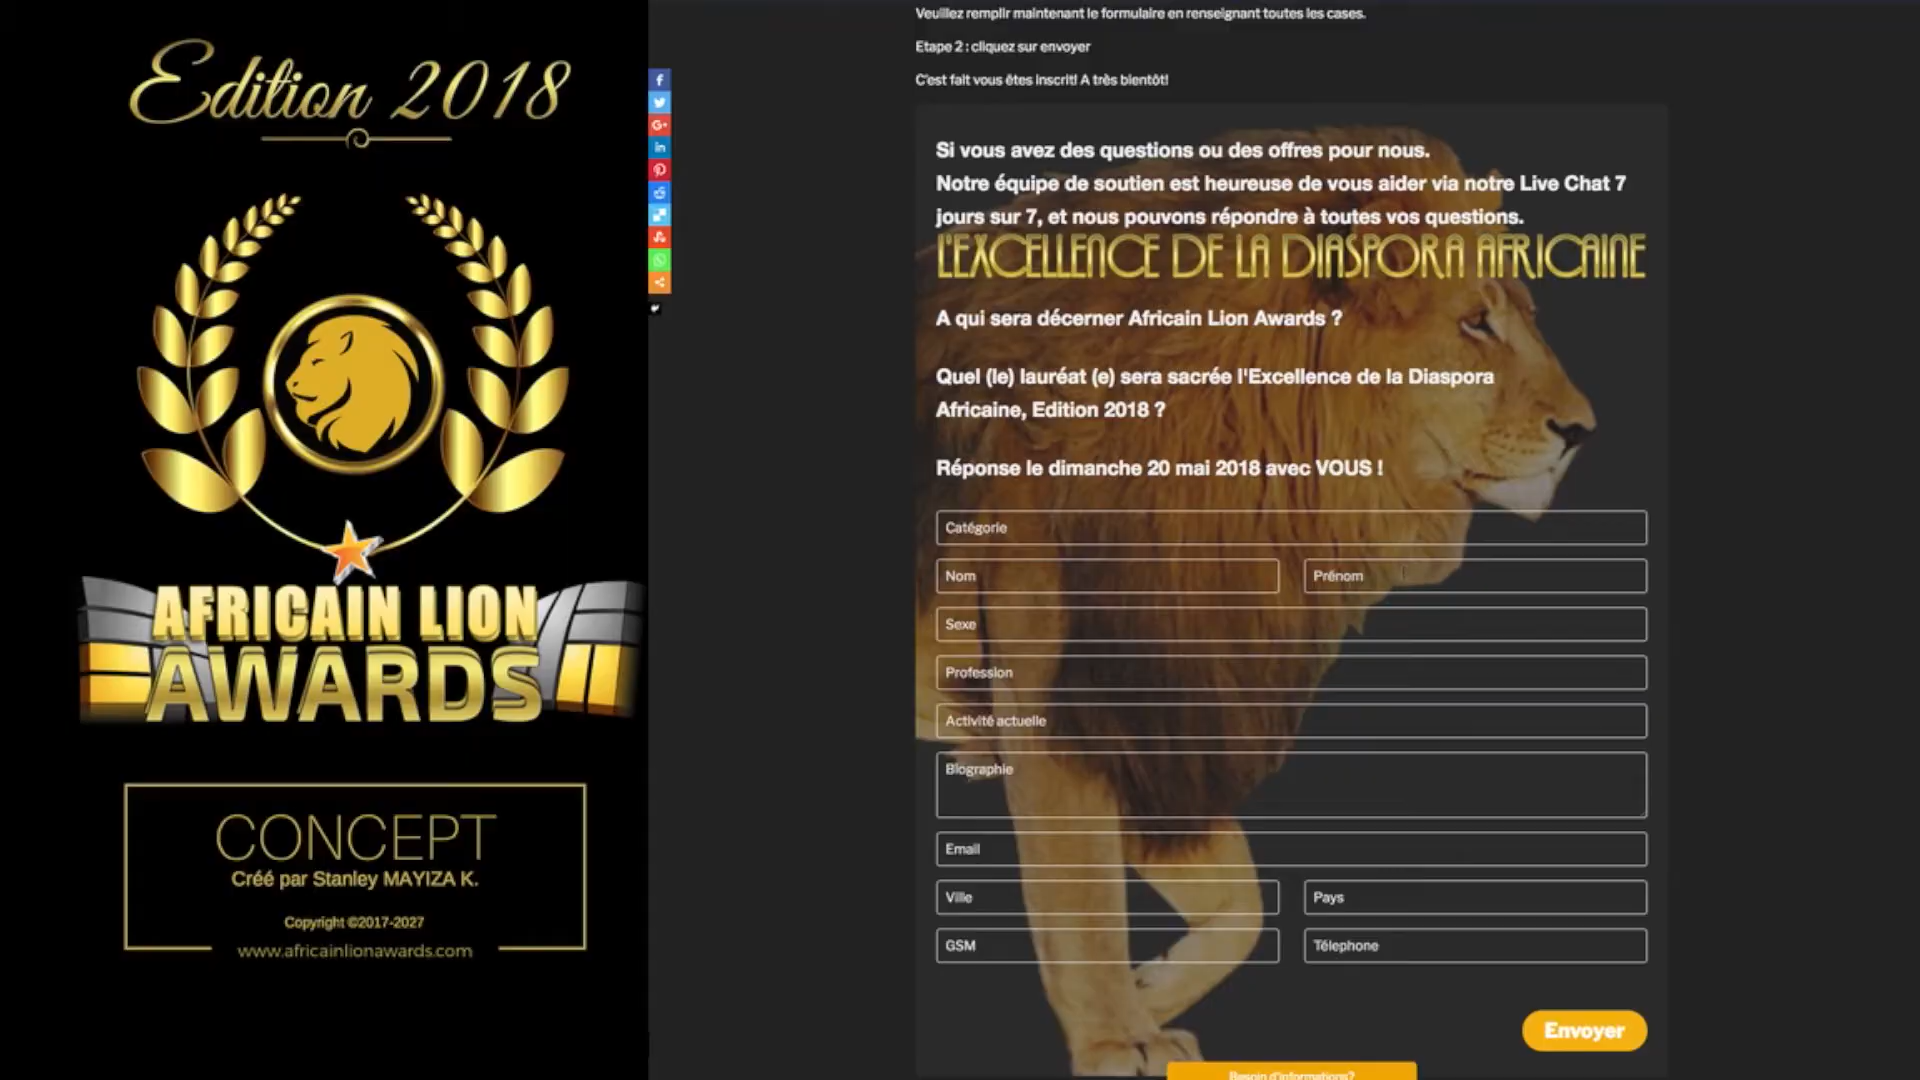 Edition 2018
AFRICAIN LION
AWARDS
CONCEPT
Créé par Stanley MAYIZA K.
Copyright ©2017-2027
www.africainlionawards.com
Veuillez remplir maintenant le formulaire en renseignant toutes les cases.
Etape 2 : cliquez sur envoyer
C'est fait vous êtes inscrit! A très bientôt!
Si vous avez des questions ou des offres pour nous.
Notre équipe de soutien est heureuse de vous aider via notre Live Chat 7
jours sur 7, et nous pouvons répondre à toutes vos questions.
L'EXCELLENCE DE LA DIASPORA AFRICAINE
A qui sera décerner Africain Lion Awards ?
Quel (le) lauréat (e) sera sacrée l'Excellence de la Diaspora
Africaine, Edition 2018 ?
Réponse le dimanche 20 mai 2018 avec VOUS !
Catégorie
Nom
Prénom
Sexe
Profession
Activité actuelle
Biographie
Email
Ville
Pays
GSM
Télephone
Envoyer
Besoin d'informations?